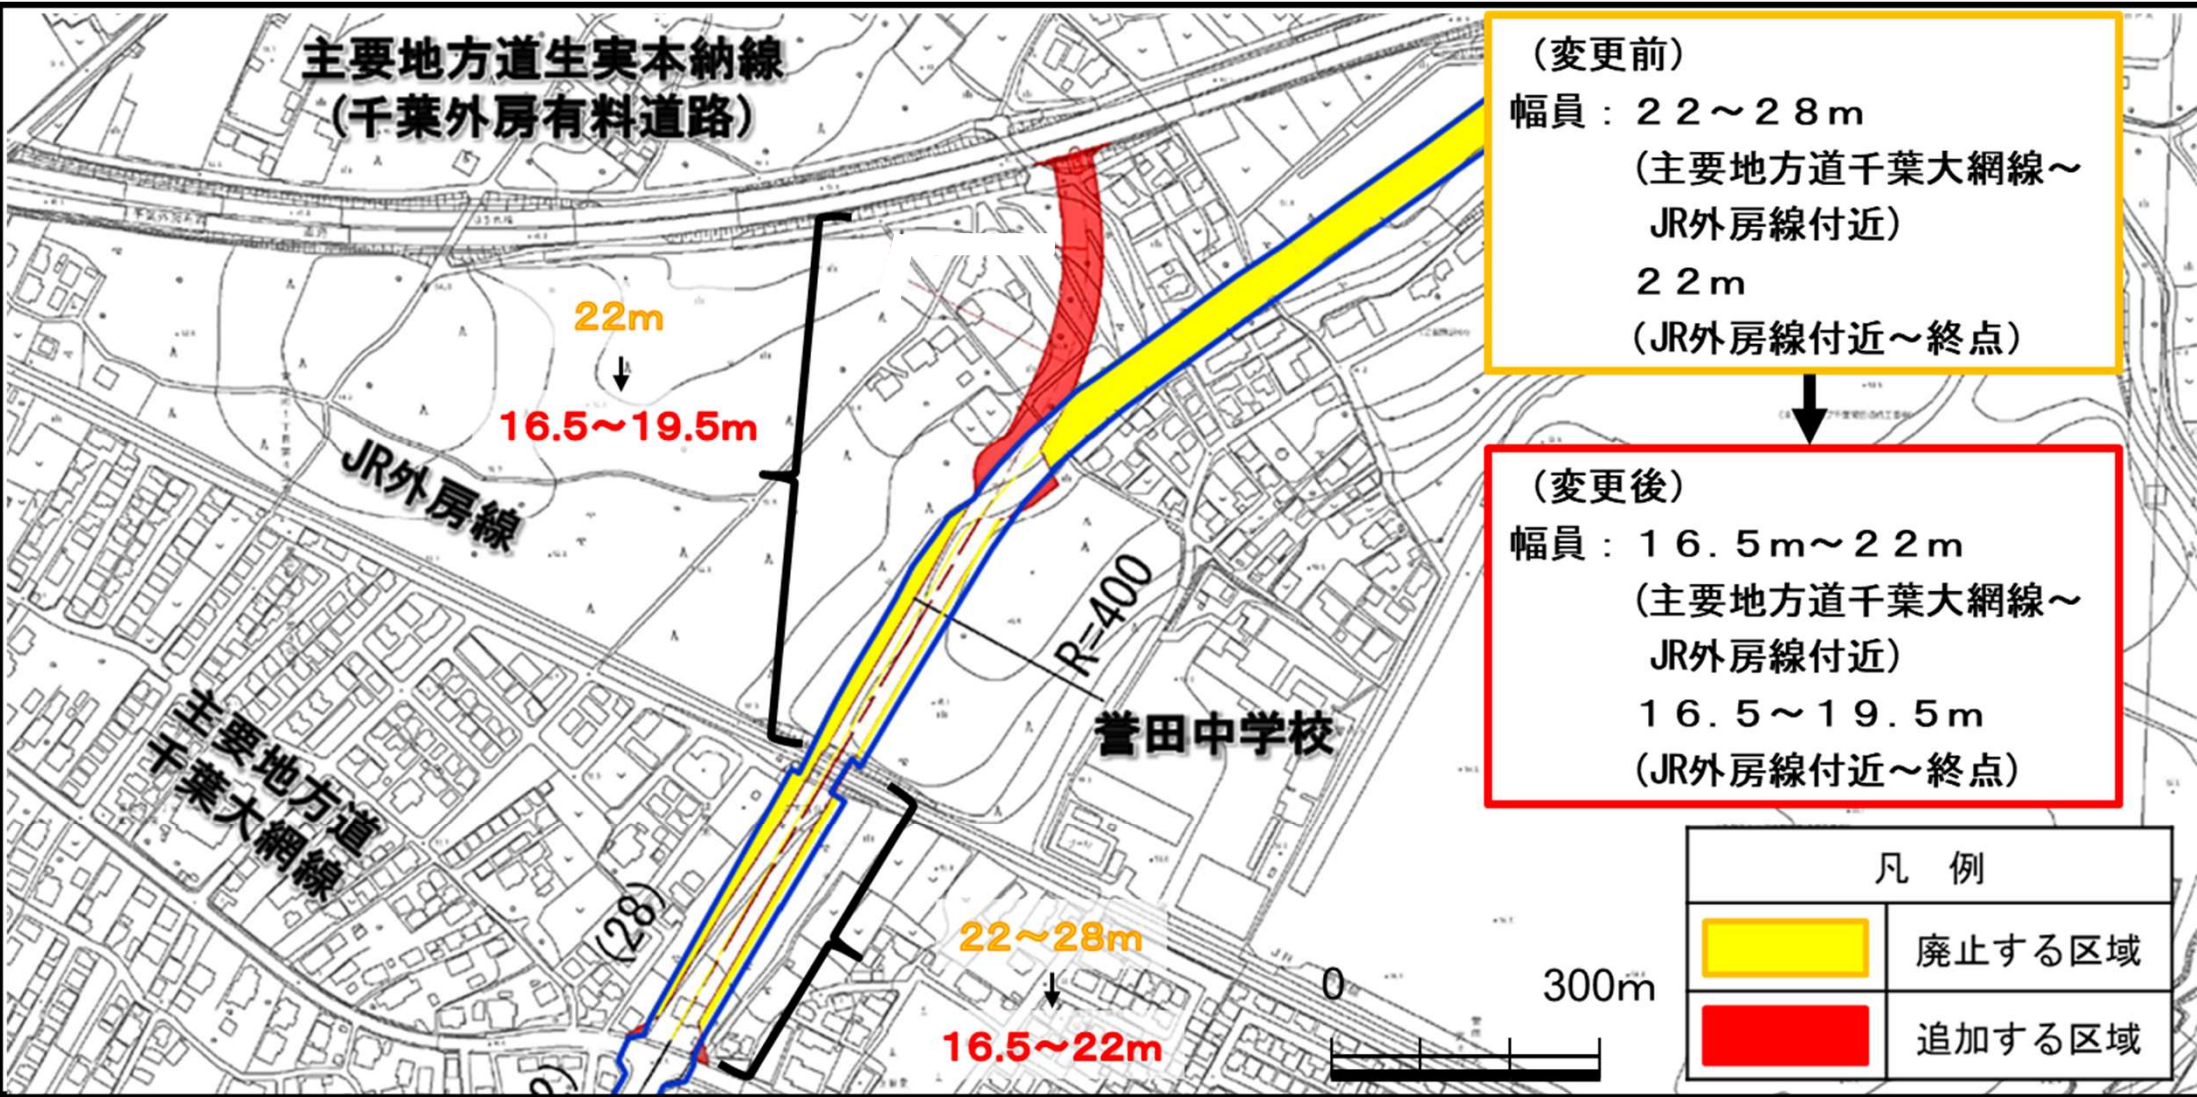 主要地方道生実本納線
(千葉外房有料道路)
22m
↓
16.5～19.5m
JR外房線
主要地方道
千葉大網線
(28)
R=400
誉田中学校
22～28m
↓
16.5～22m
0
300m
（変更前）
幅員：２２～２８ｍ
(主要地方道千葉大網線～
JR外房線付近)
２２ｍ
(JR外房線付近～終点)
（変更後）
幅員：１６.５ｍ～２２ｍ
(主要地方道千葉大網線～
JR外房線付近)
１６.５～１９.５ｍ
(JR外房線付近～終点)
凡 例
廃止する区域
追加する区域